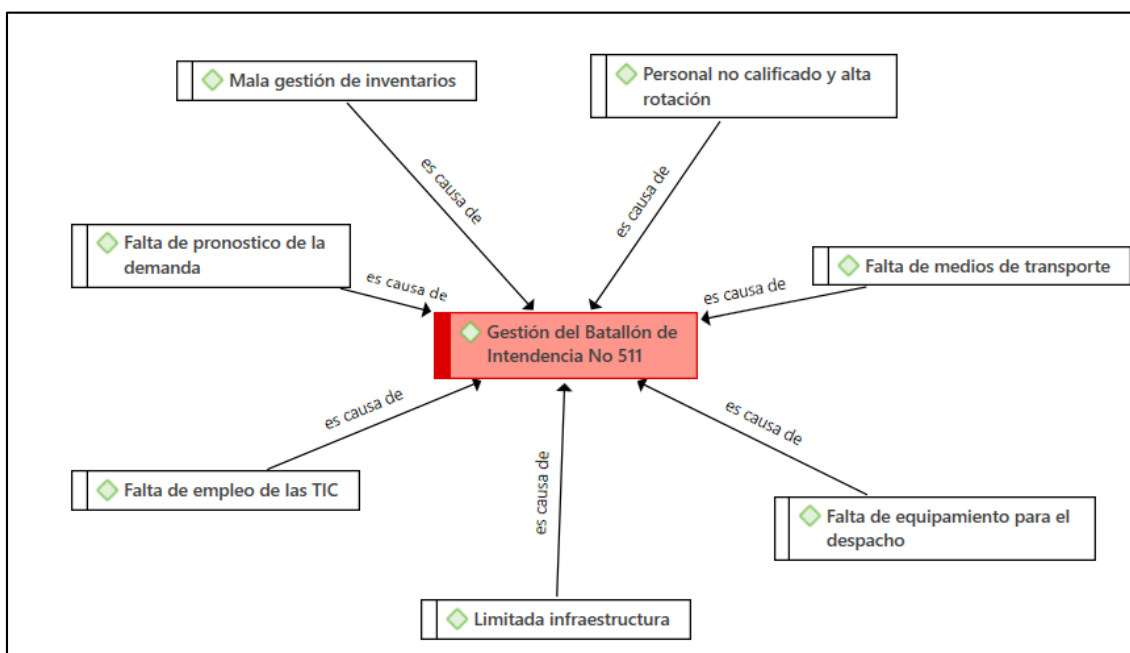 Mala gestión de inventarios
Personal no calificado y alta
rotación
es causa de
es causa de
Falta de pronostico de la
demanda
Falta de medios de transporte
es causa de
es causa de
Gestión del Batallón de
Intendencia No 511
es causa de
es causa de
es causa de
Falta de empleo de las TIC
Falta de equipamiento para el
despacho
Limitada infraestructura